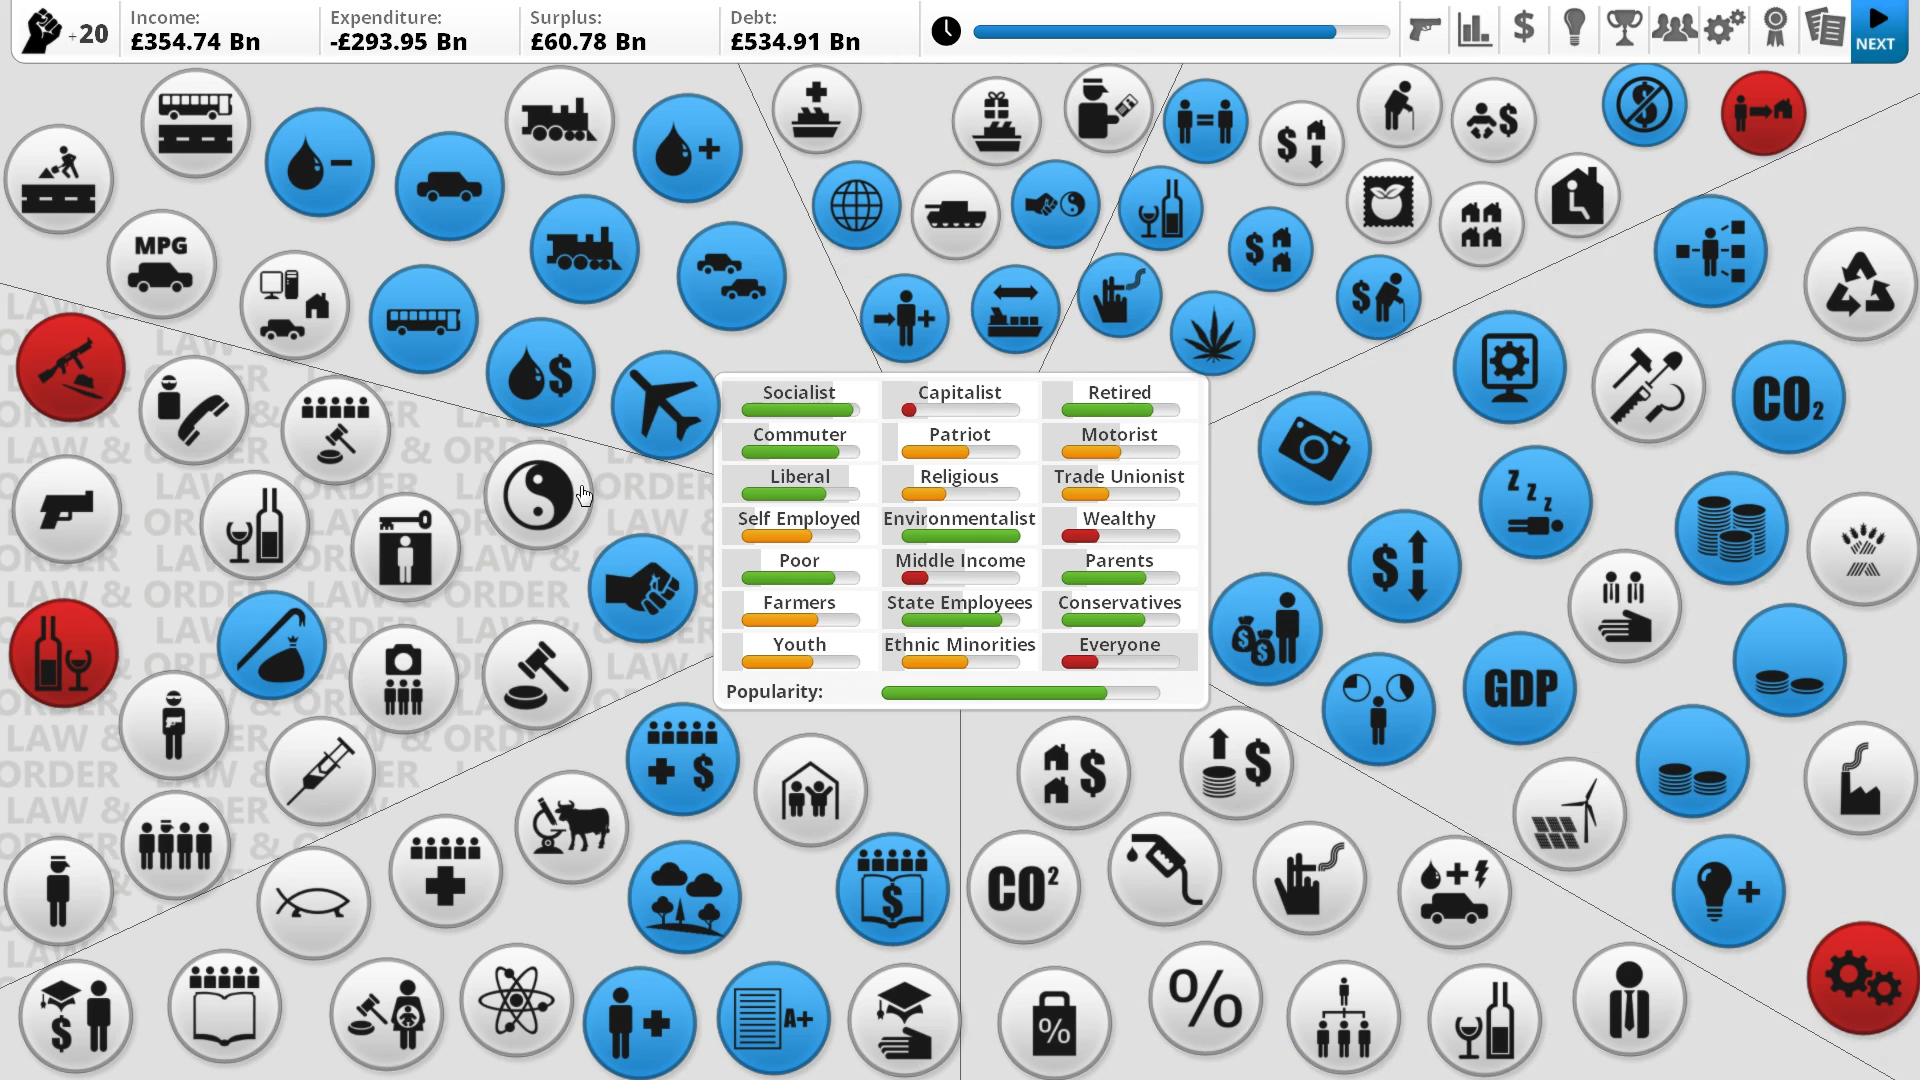 +20
Income:
£354.74 Bn
Expenditure:
-£293.95 Bn
Surplus:
£60.78 Bn
Debt:
£534.91 Bn
NEXT
MPG
LAW & ORDER
Socialist
Capitalist
Retired
Commuter
Patriot
Motorist
Liberal
Religious
Trade Unionist
Self Employed
Environmentalist
Wealthy
Poor
Middle Income
Parents
Farmers
State Employees
Conservatives
Youth
Ethnic Minorities
Everyone
Popularity:
CO₂
z z z
GDP
CO²
A+
%
%